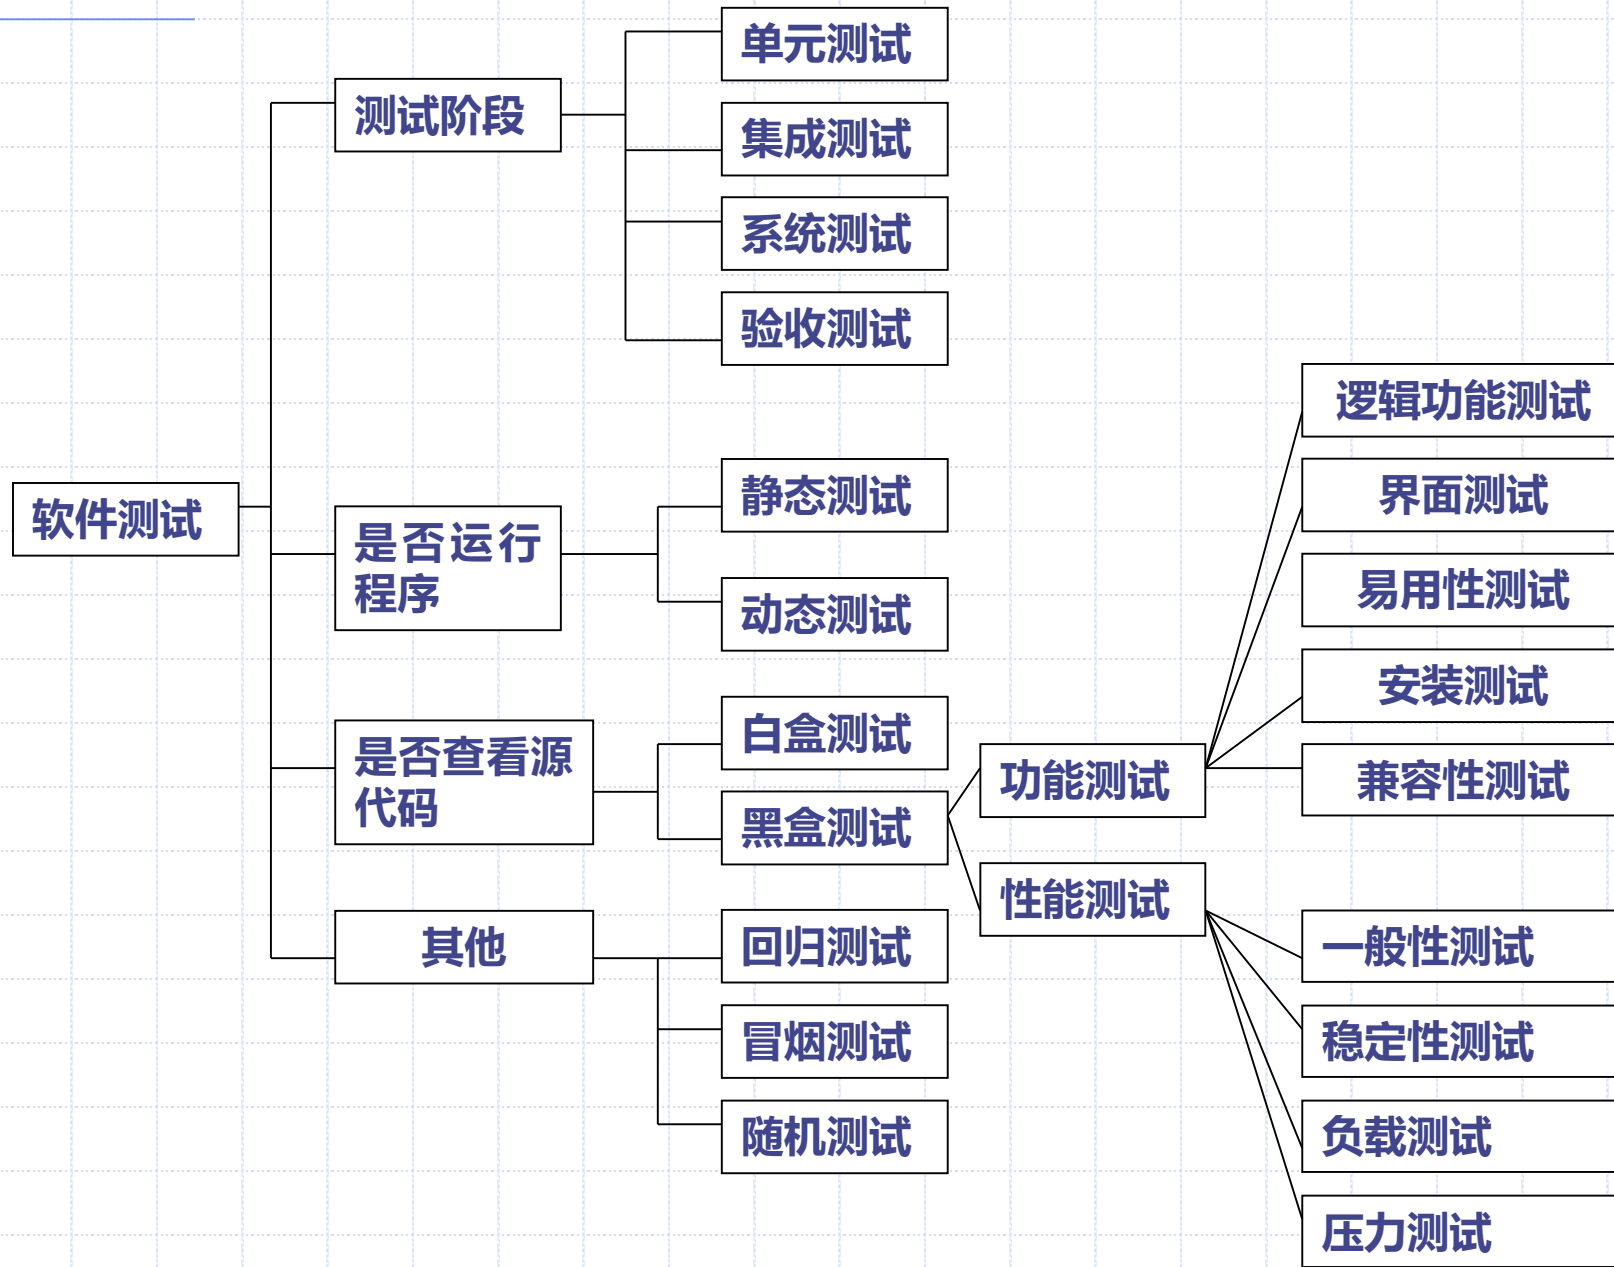 单元测试
测试阶段
集成测试
系统测试
验收测试
逻辑功能测试
静态测试
界面测试
软件测试
是否运行
程序
易用性测试
动态测试
安装测试
白盒测试
是否查看源
代码
功能测试
兼容性测试
黑盒测试
性能测试
其他
回归测试
一般性测试
冒烟测试
稳定性测试
随机测试
负载测试
压力测试